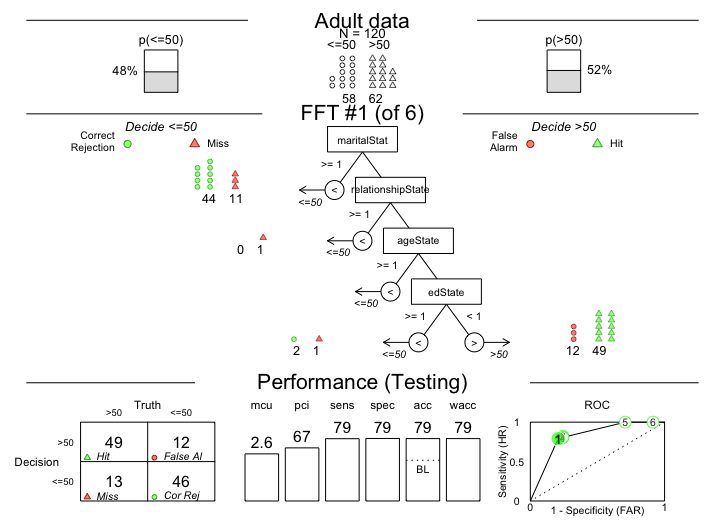 Adult data
N = 120
p(<=50)
<=50 >50
p(>50)
48%
52%
58 62
FFT #1 (of 6)
Decide <=50
Decide >50
Correct
Rejection
Miss
False
Alarm
Hit
maritalStat
>= 1
<
<=50
44 11
relationshipState
>= 1
<
<=50
0 1
ageState
>= 1
<
<=50
edState
>= 1 < 1
< >
<=50 >50
2 1
12 49
Performance (Testing)
Truth
>50 <=50
Decision
>50
49 12
Hit False Al
<=50
13 46
Miss Cor Rej
mcu pci sens spec acc wacc
2.6 67 79 79 79 79
BL
ROC
Sensitivity (HR)
1
0.5
0
1 5 6
0 1
1 - Specificity (FAR)